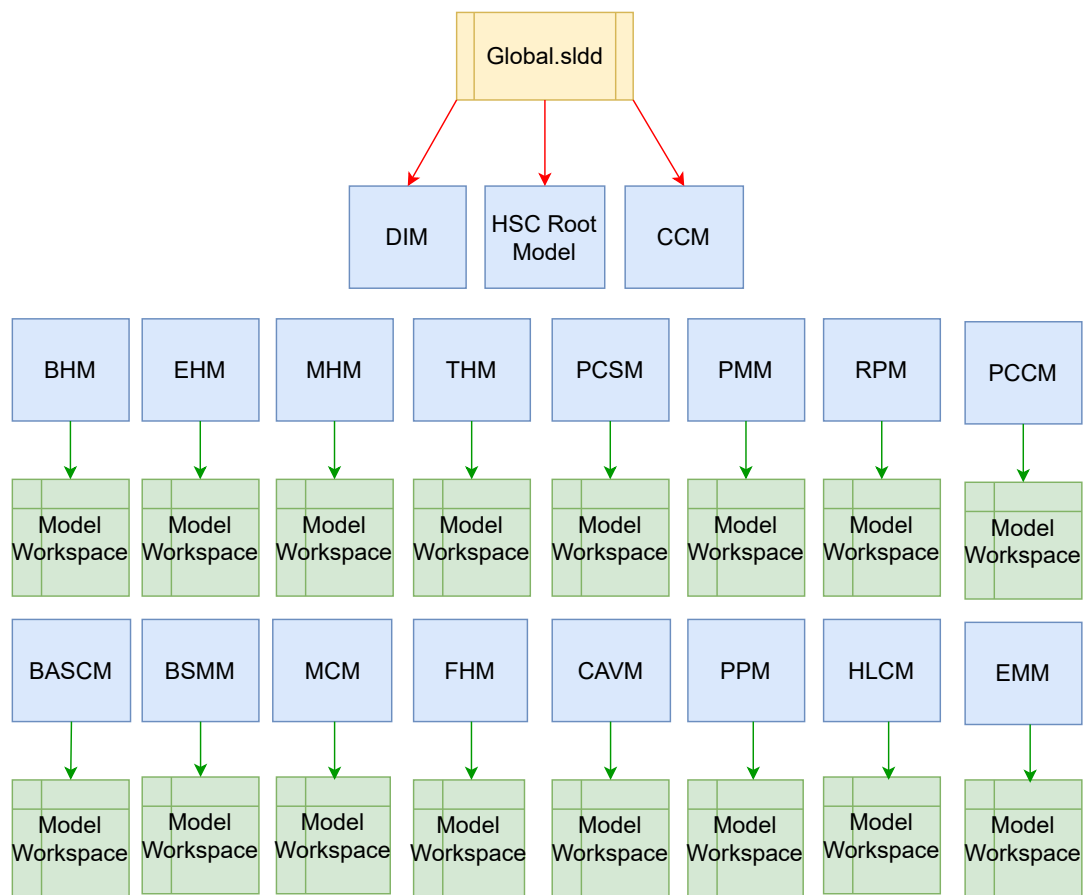 Global.sldd
DIM
HSC Root
Model
CCM
BHM
EHM
MHM
THM
PCSM
PMM
RPM
PCCM
Model
Workspace
Model
Workspace
Model
Workspace
Model
Workspace
Model
Workspace
Model
Workspace
Model
Workspace
Model
Workspace
BASCM
BSMM
MCM
FHM
CAVM
PPM
HLCM
EMM
Model
Workspace
Model
Workspace
Model
Workspace
Model
Workspace
Model
Workspace
Model
Workspace
Model
Workspace
Model
Workspace